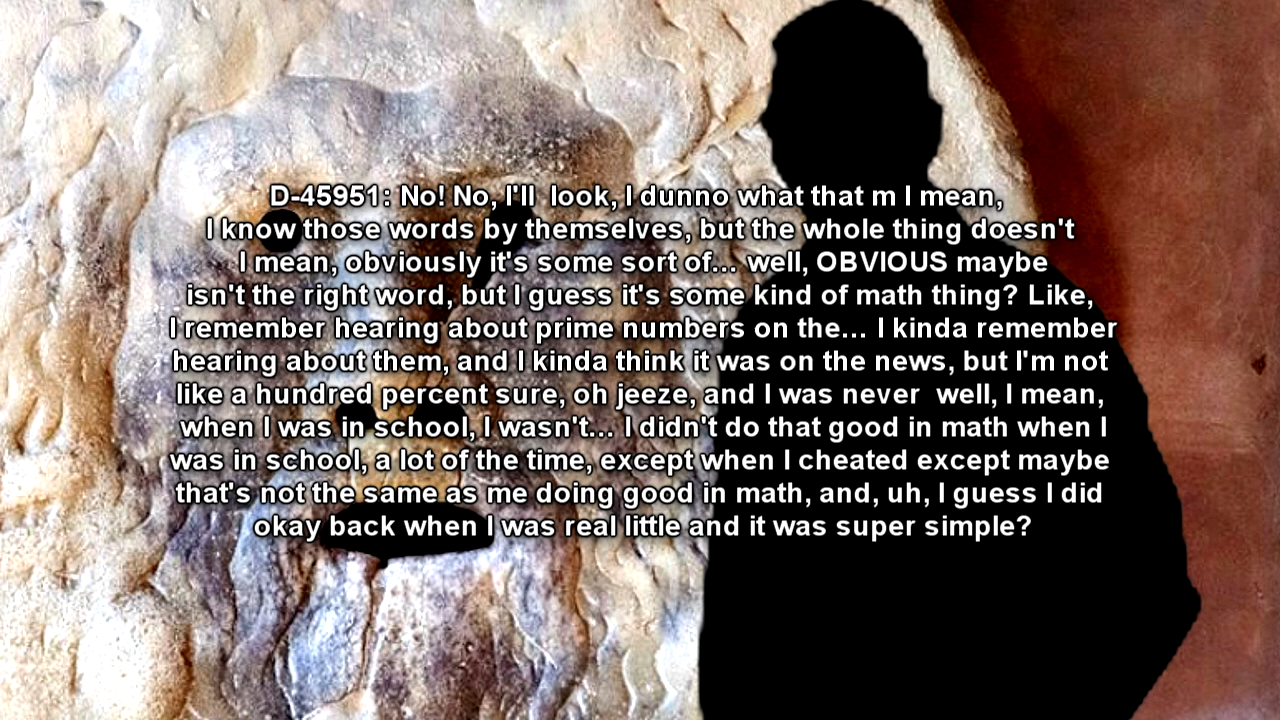 D-45951: No! No, I'll  look, I dunno what that m I mean,
I know those words by themselves, but the whole thing doesn't
I mean, obviously it's some sort of... well, OBVIOUS maybe
isn't the right word, but I guess it's some kind of math thing? Like,
I remember hearing about prime numbers on the... I kinda remember
hearing about them, and I kinda think it was on the news, but I'm not
like a hundred percent sure, oh jeeze, and I was never  well, I mean,
when I was in school, I wasn't... I didn't do that good in math when I
was in school, a lot of the time, except when I cheated except maybe
that's not the same as me doing good in math, and, uh, I guess I did
okay back when I was real little and it was super simple?